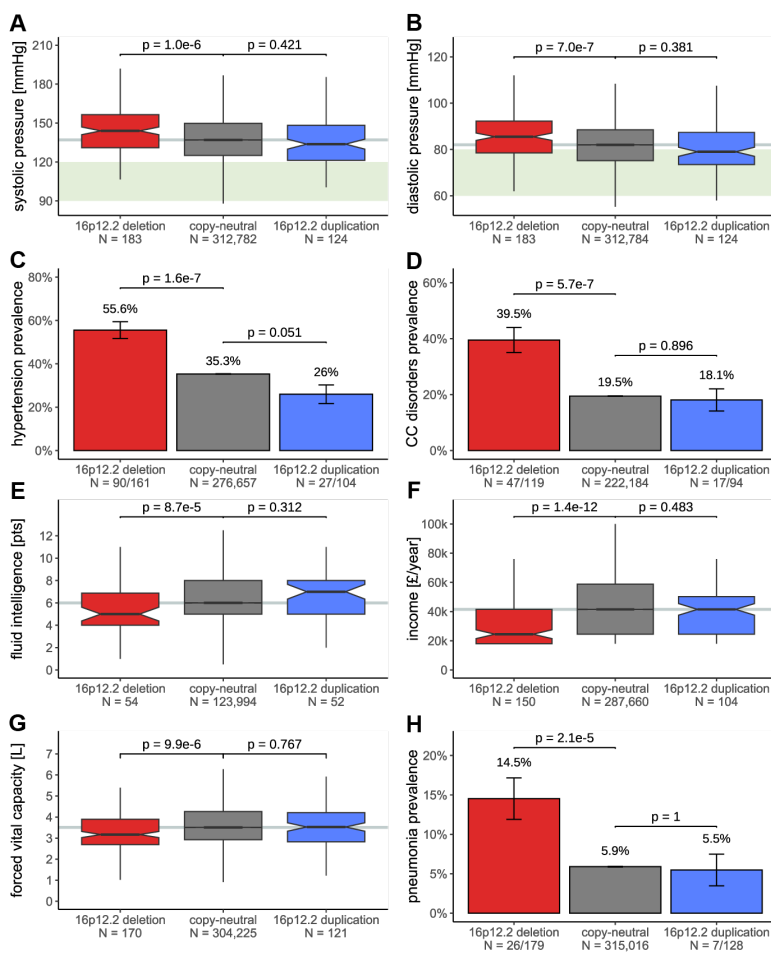 A
systolic pressure [mmHg]
210
180
150
120
90
p = 1.0e-6
p = 0.421
16p12.2 deletion
N = 183
copy-neutral
N = 312,782
16p12.2 duplication
N = 124
B
diastolic pressure [mmHg]
120
100
80
60
p = 7.0e-7
p = 0.381
16p12.2 deletion
N = 183
copy-neutral
N = 312,784
16p12.2 duplication
N = 124
C
hypertension prevalence
80%
60%
40%
20%
0%
p = 1.6e-7
55.6%
p = 0.051
35.3%
26%
16p12.2 deletion
N = 90/161
copy-neutral
N = 276,657
16p12.2 duplication
N = 27/104
D
CC disorders prevalence
60%
40%
20%
0%
p = 5.7e-7
39.5%
p = 0.896
19.5%
18.1%
16p12.2 deletion
N = 47/119
copy-neutral
N = 222,184
16p12.2 duplication
N = 17/94
E
fluid intelligence [pts]
14
12
10
8
6
4
2
0
p = 8.7e-5
p = 0.312
16p12.2 deletion
N = 54
copy-neutral
N = 123,994
16p12.2 duplication
N = 52
F
income [£/year]
100k
80k
60k
40k
20k
0
p = 1.4e-12
p = 0.483
16p12.2 deletion
N = 150
copy-neutral
N = 287,660
16p12.2 duplication
N = 104
G
forced vital capacity [L]
7
6
5
4
3
2
1
0
p = 9.9e-6
p = 0.767
16p12.2 deletion
N = 170
copy-neutral
N = 304,225
16p12.2 duplication
N = 121
H
pneumonia prevalence
20%
15%
10%
5%
0%
p = 2.1e-5
14.5%
p = 1
5.9%
5.5%
16p12.2 deletion
N = 26/179
copy-neutral
N = 315,016
16p12.2 duplication
N = 7/128